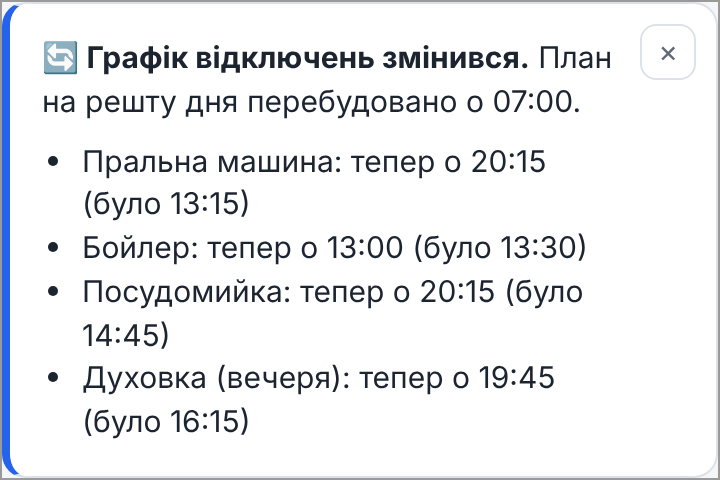 🔄 Графік відключень змінився. План
на решту дня перебудовано о 07:00.
• Пральна машина: тепер о 20:15
(було 13:15)
• Бойлер: тепер о 13:00 (було 13:30)
• Посудомийка: тепер о 20:15 (було
14:45)
• Духовка (вечеря): тепер о 19:45
(було 16:15)